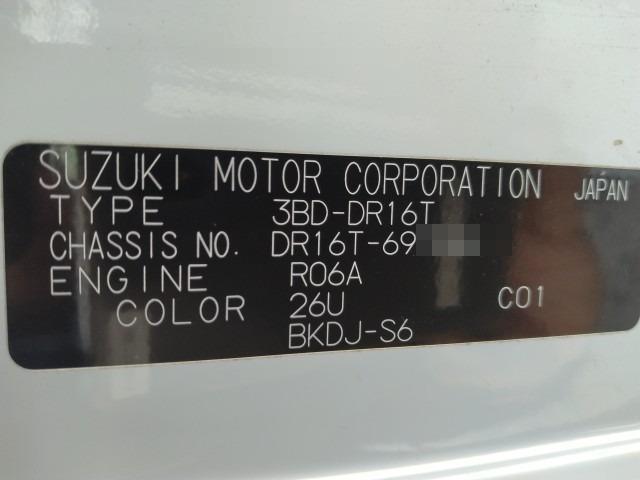 SUZUKI MOTOR CORPORATION JAPAN
TYPE 3BD-DR16T
CHASSIS NO. DR16T-69
ENGINE R06A
COLOR 26U C01
BKDJ-S6